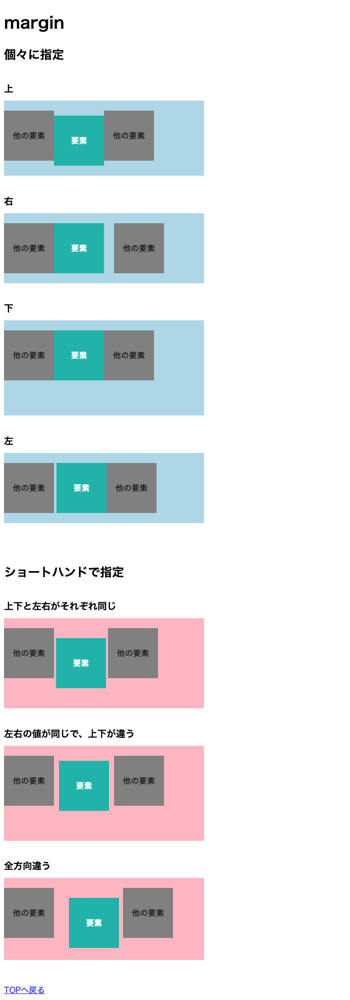 margin
個々に指定
上
他の要素 要素 他の要素
右
他の要素 要素 他の要素
下
他の要素 要素 他の要素
左
他の要素 要素 他の要素
ショートハンドで指定
上下と左右がそれぞれ同じ
他の要素 要素 他の要素
左右の値が同じで、上下が違う
他の要素 要素 他の要素
全方向違う
他の要素 要素 他の要素
TOPへ戻る